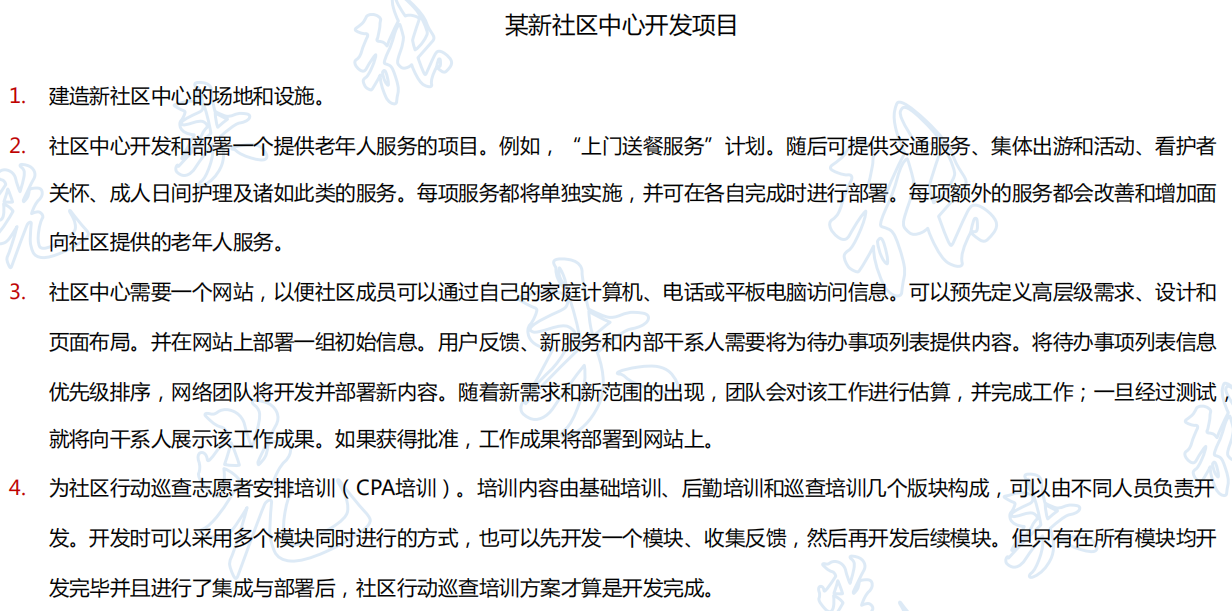 某新社区中心开发项目
1. 建造新社区中心的场地和设施。
2. 社区中心开发和部署一个提供老年人服务的项目。例如，“上门送餐服务”计划。随后可提供交通服务、集体出游和活动、看护者
关怀、成人日间护理及诸如此类的服务。每项服务都将单独实施，并可在各自完成时进行部署。每项额外的服务都会改善和增加面
向社区提供的老年人服务。
3. 社区中心需要一个网站，以便社区成员可以通过自己的家庭计算机、电话或平板电脑访问信息。可以预先定义高层级需求、设计和
页面布局。并在网站上部署一组初始信息。用户反馈、新服务和内部干系人需要将为待办事项列表提供内容。将待办事项列表信息
优先级排序，网络团队将开发并部署新内容。随着新需求和新范围的出现，团队会对该工作进行估算，并完成工作；一旦经过测试，
就将向干系人展示该工作成果。如果获得批准，工作成果将部署到网站上。
4. 为社区行动巡查志愿者安排培训（CPA培训）。培训内容由基础培训、后勤培训和巡查培训几个版块构成，可以由不同人员负责开
发。开发时可以采用多个模块同时进行的方式，也可以先开发一个模块、收集反馈，然后再开发后续模块。但只有在所有模块均开
发完毕并且进行了集成与部署后，社区行动巡查培训方案才算是开发完成。